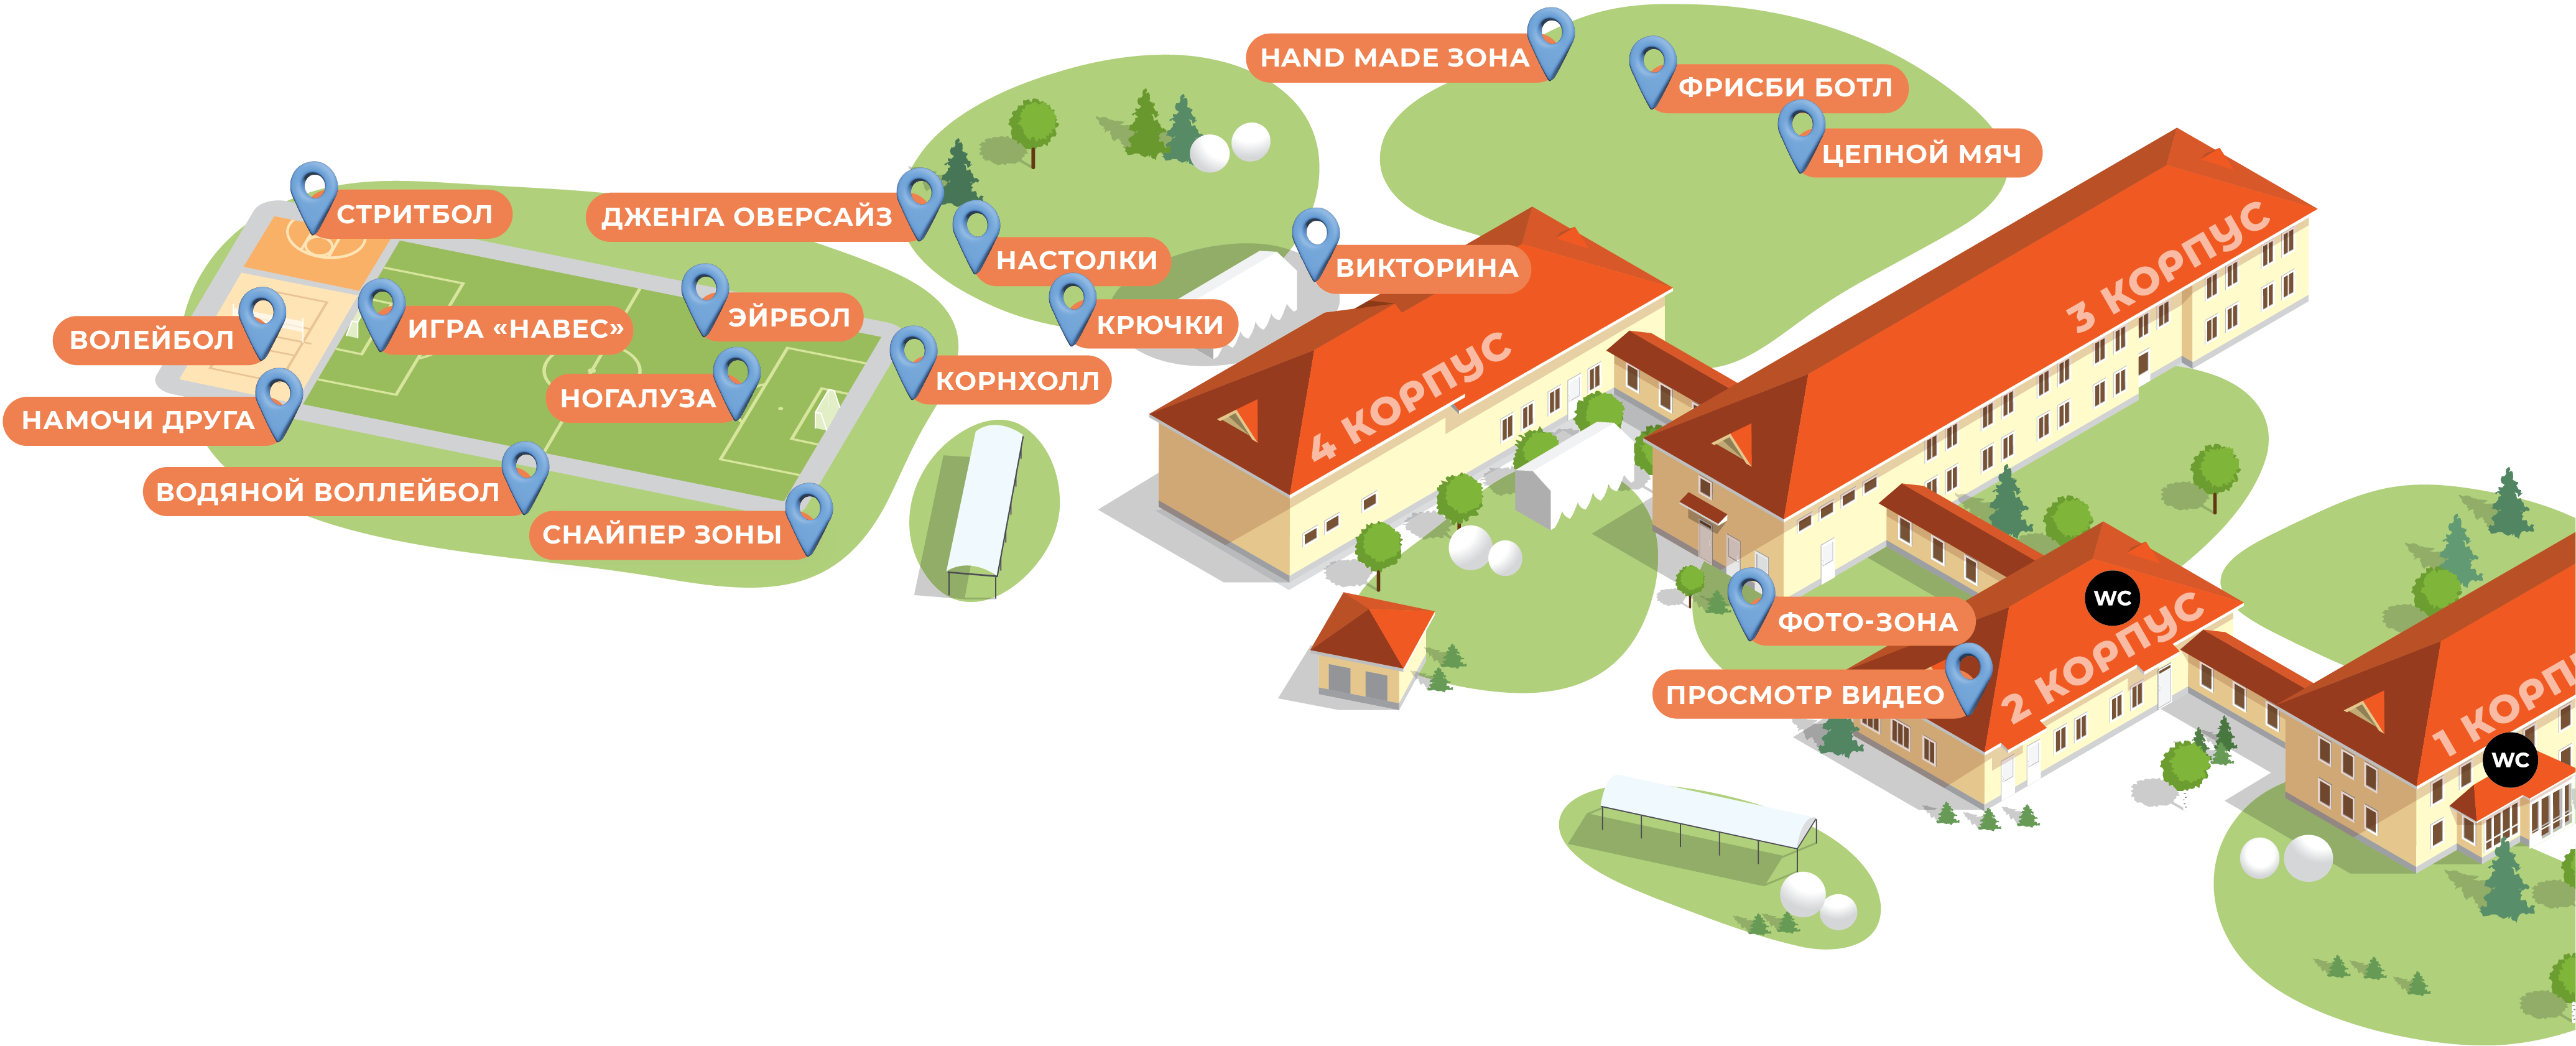 HAND MADE ЗОНА
ФРИСБИ БОТЛ
ЦЕПНОЙ МЯЧ
СТРИТБОЛ
ДЖЕНГА ОВЕРСАЙЗ
НАСТОЛКИ
ВИКТОРИНА
КРЮЧКИ
ВОЛЕЙБОЛ
ИГРА «НАВЕС»
ЭЙРБОЛ
НОГАЛУЗА
КОРНХОЛЛ
НАМОЧИ ДРУГА
ВОДЯНОЙ ВОЛЛЕЙБОЛ
СНАЙПЕР ЗОНЫ
3 КОРПУС
4 КОРПУС
ФОТО-ЗОНА
ПРОСМОТР ВИДЕО
WC
2 КОРПУС
1 КОРП
WC